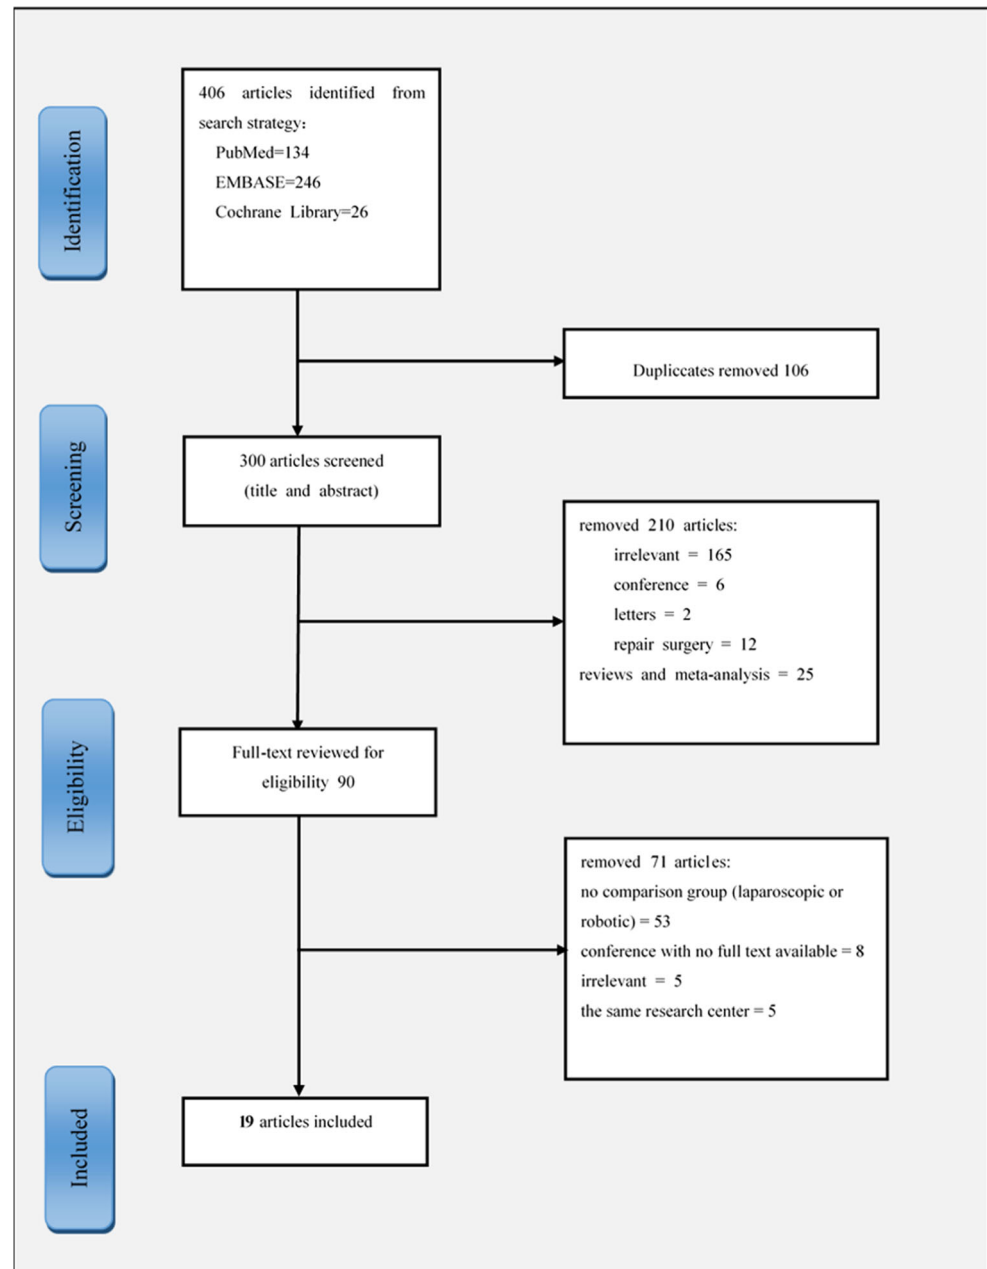 Identification
406 articles identified from
search strategy：
PubMed=134
EMBASE=246
Cochrane Library=26
Dupliccates removed 106
Screening
300 articles screened
(title and abstract)
removed 210 articles:
irrelevant = 165
conference = 6
letters = 2
repair surgery = 12
reviews and meta-analysis = 25
Eligibility
Full-text reviewed for
eligibility 90
removed 71 articles:
no comparison group (laparoscopic or
robotic) = 53
conference with no full text available = 8
irrelevant = 5
the same research center = 5
Included
19 articles included